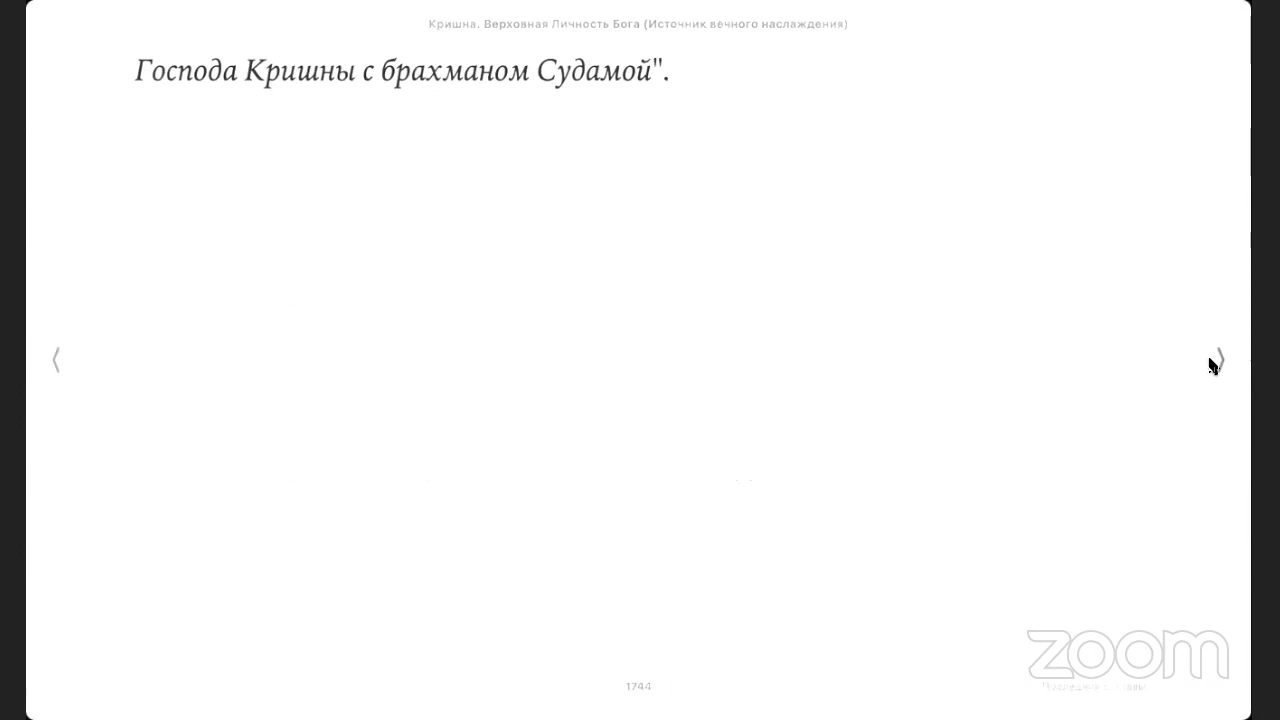 Кришна. Верховная Личность Бога (Источник вечного наслаждения)
Господа Кришны с брахманом Судамой".
zoom
1744